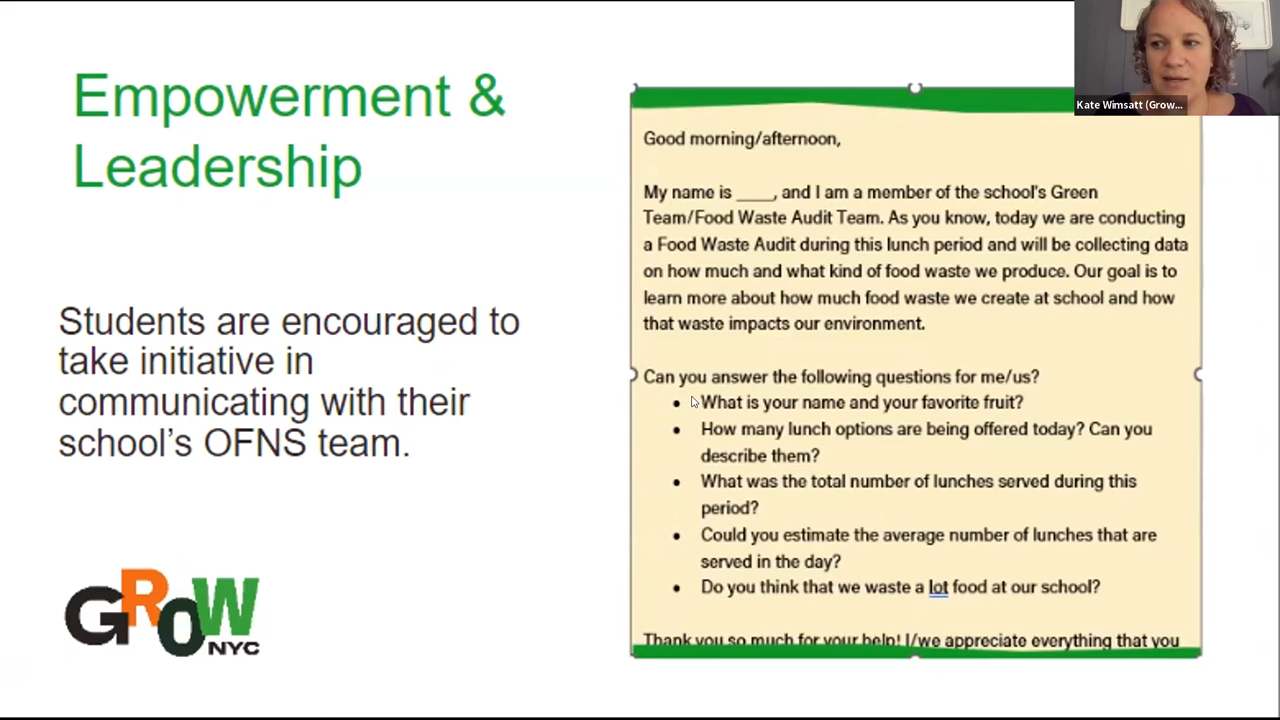 Empowerment &
Leadership
Students are encouraged to
take initiative in
communicating with their
school's OFNS team.
GROW
NYC
Kate Wimsatt (Grow...
Good morning/afternoon,
My name is ____, and I am a member of the school's Green
Team/Food Waste Audit Team. As you know, today we are conducting
a Food Waste Audit during this lunch period and will be collecting data
on how much and what kind of food waste we produce. Our goal is to
learn more about how much food waste we create at school and how
that waste impacts our environment.
Can you answer the following questions for me/us?
• What is your name and your favorite fruit?
• How many lunch options are being offered today? Can you
describe them?
• What was the total number of lunches served during this
period?
• Could you estimate the average number of lunches that are
served in the day?
• Do you think that we waste a lot food at our school?
Thank you so much for your help! I/we appreciate everything that you